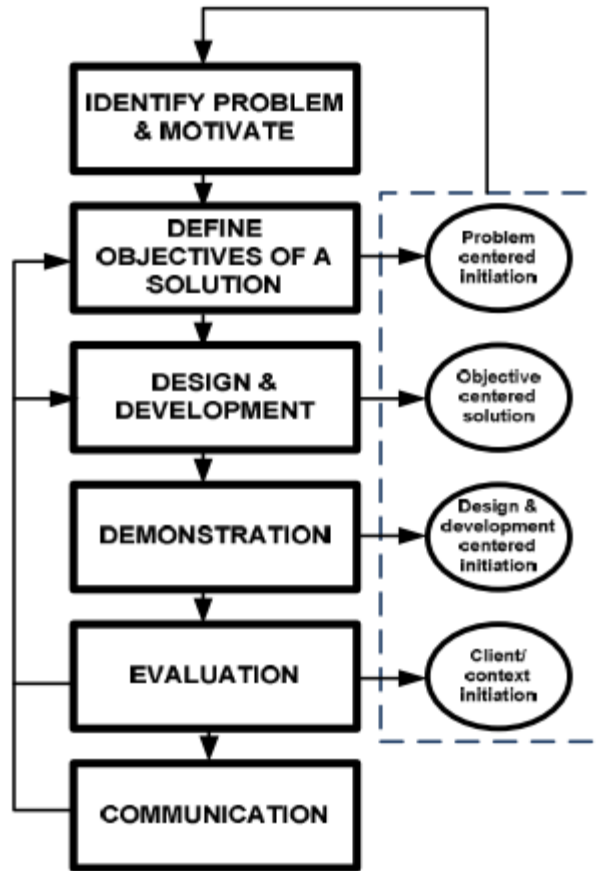 IDENTIFY PROBLEM
& MOTIVATE
DEFINE
OBJECTIVES OF A
SOLUTION
Problem
centered
initiation
DESIGN &
DEVELOPMENT
Objective
centered
solution
DEMONSTRATION
Design &
development
centered
initiation
EVALUATION
Client/
context
initiation
COMMUNICATION